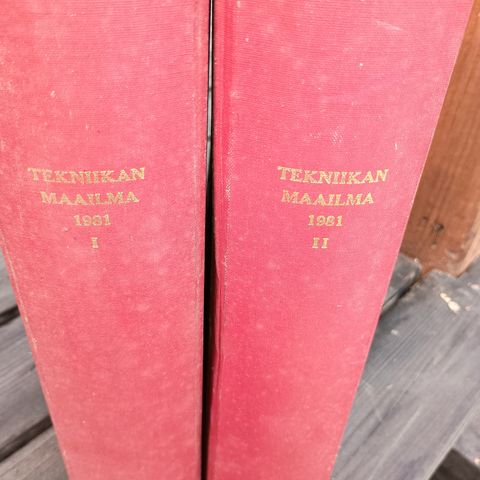 TEKNIIKAN
MAAILMA
1981
I
TEKNIIKAN
MAAILMA
1981
II